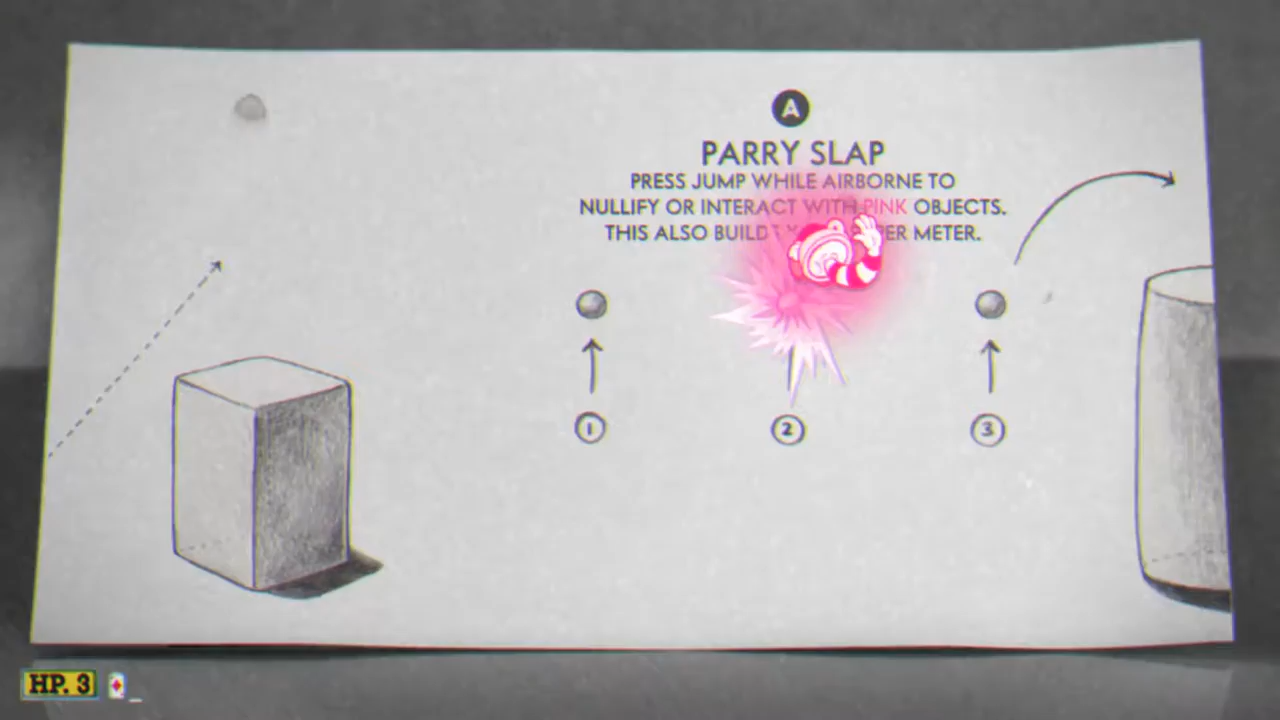 A
PARRY SLAP
PRESS JUMP WHILE AIRBORNE TO
NULLIFY OR INTERACT WITH PINK OBJECTS.
THIS ALSO BUILDS METER.
1
2
3
HP. 3